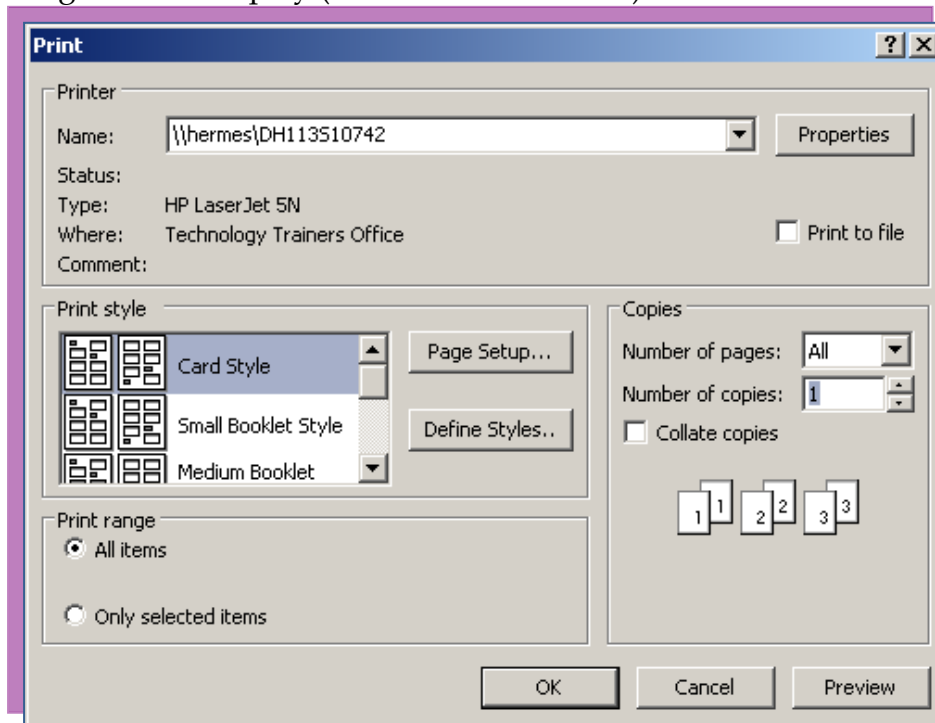 Print
Printer
Name: \\hermes\DH113S10742 Properties
Status:
Type: HP LaserJet 5N
Where: Technology Trainers Office Print to file
Comment:
Print style
Card Style
Small Booklet Style
Medium Booklet
Page Setup...
Define Styles..
Copies
Number of pages: All
Number of copies: 1
Collate copies
1 1 2 2 3 3
Print range
All items
Only selected items
OK Cancel Preview